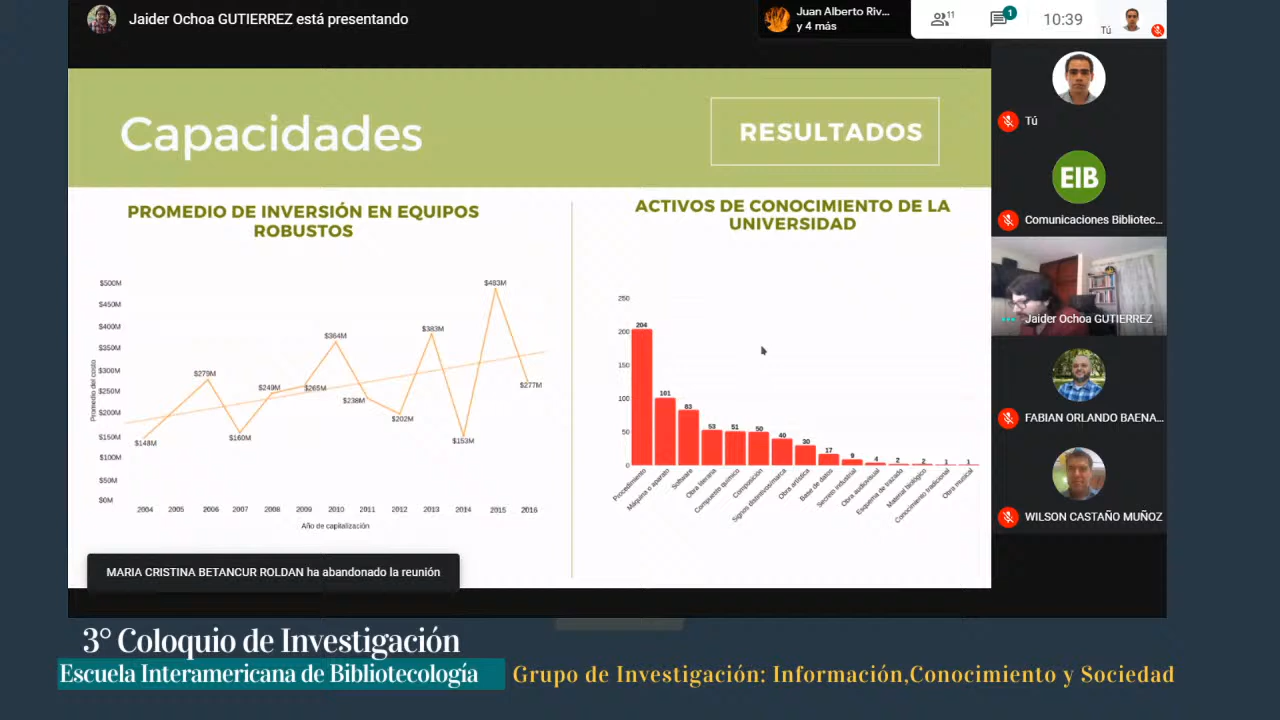 Jaider Ochoa GUTIERREZ está presentando
Juan Alberto Riv...
y 4 más
11
1
10:39
Tú
Capacidades
RESULTADOS
PROMEDIO DE INVERSIÓN EN EQUIPOS
ROBUSTOS
$500M
$450M
$400M
$350M
$300M
$250M
$200M
$150M
$100M
$50M
$0M
Promedio del costo
$148M
$279M
$160M
$249M
$265M
$364M
$238M
$202M
$383M
$153M
$483M
$277M
2004 2005 2006 2007 2008 2009 2010 2011 2012 2013 2014 2015 2016
Año de capitalización
ACTIVOS DE CONOCIMIENTO DE LA
UNIVERSIDAD
250
200
150
100
50
0
204
101
83
53
51
50
40
30
17
9
4
2
2
1
1
Procedimiento
Máquina o aparato
Software
Obra literaria
Compuesto químico
Composición
Signos distintivos/marca
Obra artística
Base de datos
Secreto industrial
Obra audiovisual
Esquema de trazado
Material biológico
Conocimiento tradicional
Obra musical
MARIA CRISTINA BETANCUR ROLDAN ha abandonado la reunión
Tú
EIB
Comunicaciones Bibliotec...
Jaider Ochoa GUTIERREZ
FABIAN ORLANDO BAENA...
WILSON CASTAÑO MUÑOZ
3° Coloquio de Investigación
Escuela Interamericana de Bibliotecología
Grupo de Investigación: Información,Conocimiento y Sociedad